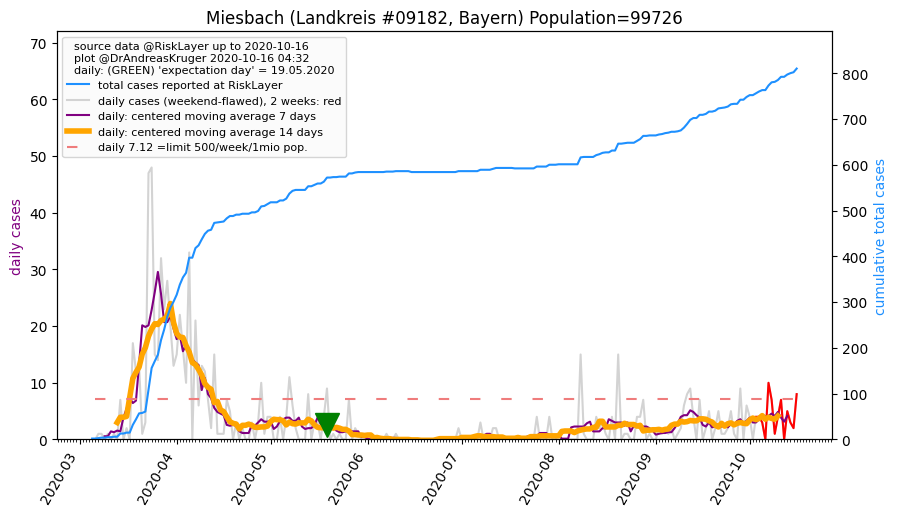 Miesbach (Landkreis #09182, Bayern) Population=99726
source data @RiskLayer up to 2020-10-16
plot @DrAndreasKruger 2020-10-16 04:32
daily: (GREEN) 'expectation day' = 19.05.2020
total cases reported at RiskLayer
daily cases (weekend-flawed), 2 weeks: red
daily: centered moving average 7 days
daily: centered moving average 14 days
daily 7.12 =limit 500/week/1mio pop.
daily cases
70
60
50
40
30
20
10
0
cumulative total cases
800
700
600
500
400
300
200
100
0
2020-03
2020-04
2020-05
2020-06
2020-07
2020-08
2020-09
2020-10